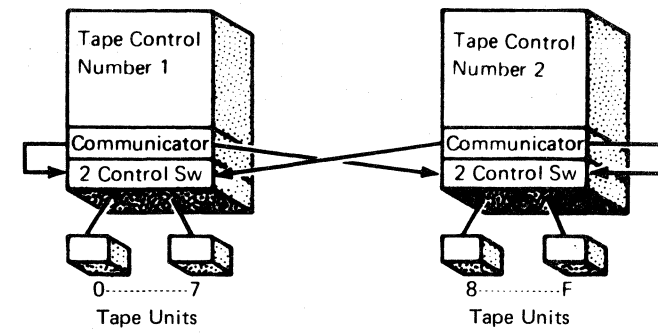 Tape Control
Number 1
Communicator
2 Control Sw
0.............7
Tape Units
Tape Control
Number 2
Communicator
2 Control Sw
8.............F
Tape Units